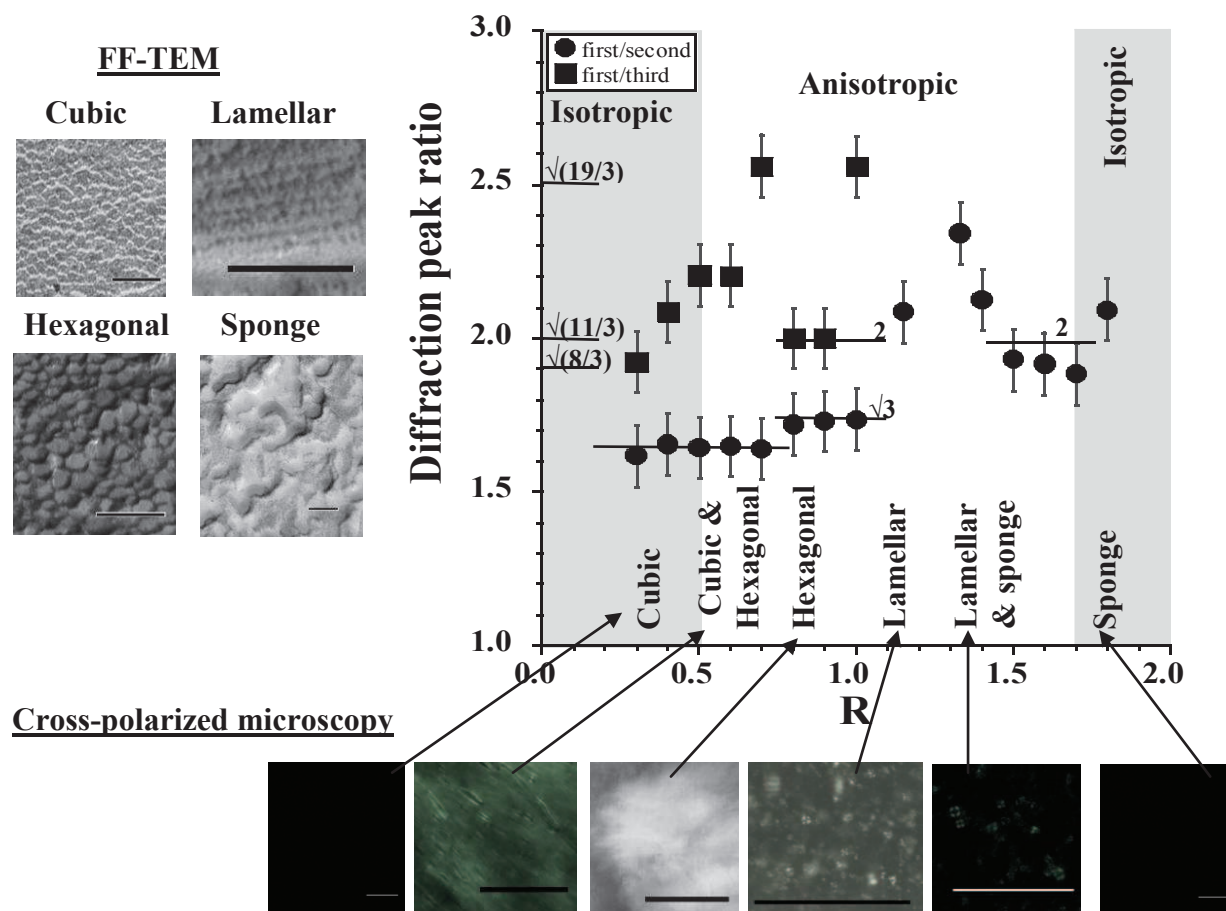 FF-TEM
Cubic
Lamellar
Hexagonal
Sponge
Diffraction peak ratio
3.0
2.5
2.0
1.5
1.0
first/second
first/third
Isotropic
Anisotropic
Isotropic
√(19/3)
√(11/3)
√(8/3)
2
√3
2
Cubic
Cubic &
Hexagonal
Hexagonal
Lamellar
Lamellar
& sponge
Sponge
0.0
0.5
1.0
1.5
2.0
R
Cross-polarized microscopy